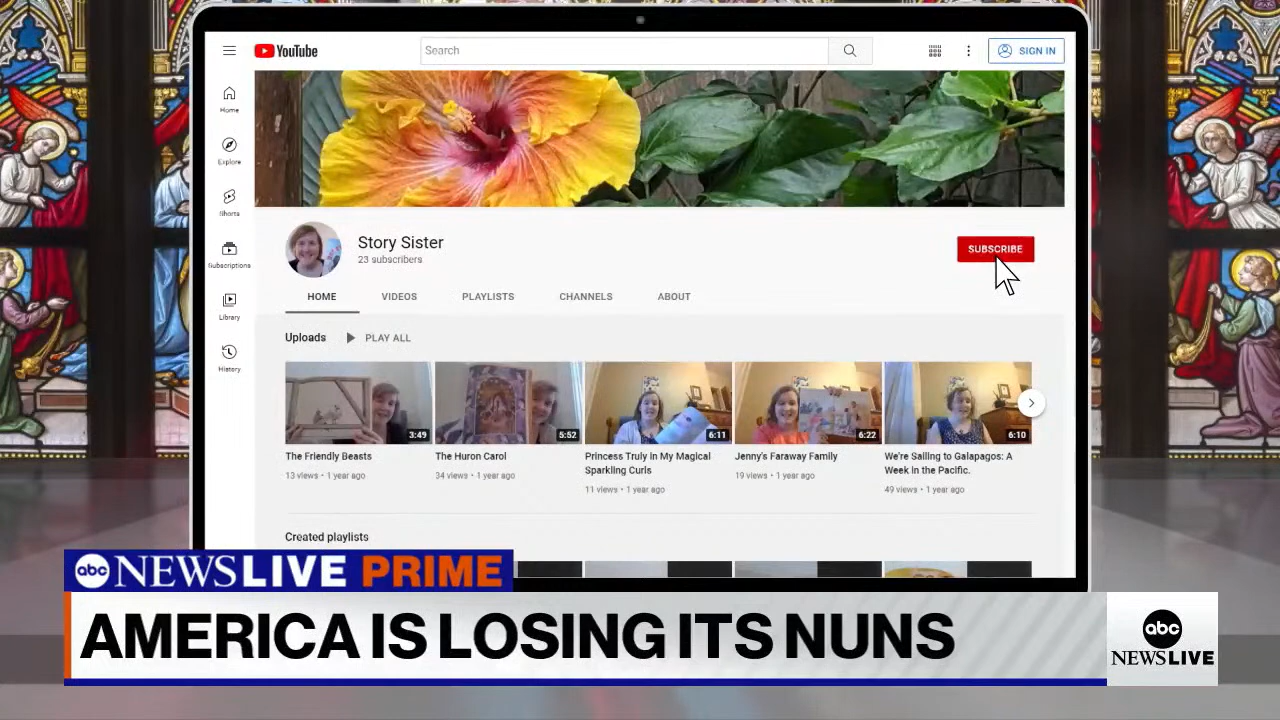 YouTube
Search
SIGN IN
Home
Explore
Shorts
Subscriptions
Library
History
Story Sister
23 subscribers
SUBSCRIBE
HOME VIDEOS PLAYLISTS CHANNELS ABOUT
Uploads PLAY ALL
3:49 5:52 6:11 6:22 6:10
The Friendly Beasts
13 views • 1 year ago
The Huron Carol
34 views • 1 year ago
Princess Truly in My Magical
Sparkling Curls
11 views • 1 year ago
Jenny's Faraway Family
19 views • 1 year ago
We're Sailing to Galapagos: A
Week in the Pacific.
49 views • 1 year ago
Created playlists
abc NEWS LIVE PRIME
AMERICA IS LOSING ITS NUNS
abc
NEWS LIVE